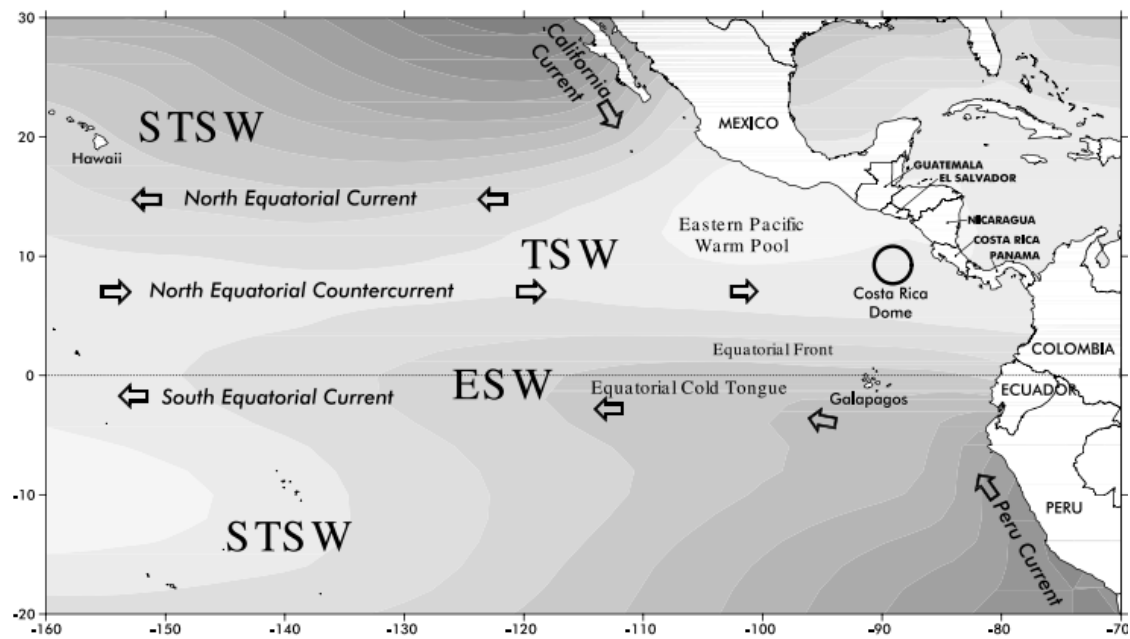 30
20
10
0
-10
-20
-160
-150
-140
-130
-120
-110
-100
-90
-80
-70
California
Current
MEXICO
STSW
Hawaii
GUATEMALA
EL SALVADOR
North Equatorial Current
NICARAGUA
Eastern Pacific
Warm Pool
COSTA RICA
PANAMA
TSW
North Equatorial Countercurrent
Costa Rica
Dome
Equatorial Front
COLOMBIA
ESW
Equatorial Cold Tongue
ECUADOR
South Equatorial Current
Galapagos
STSW
PERU
Peru Current